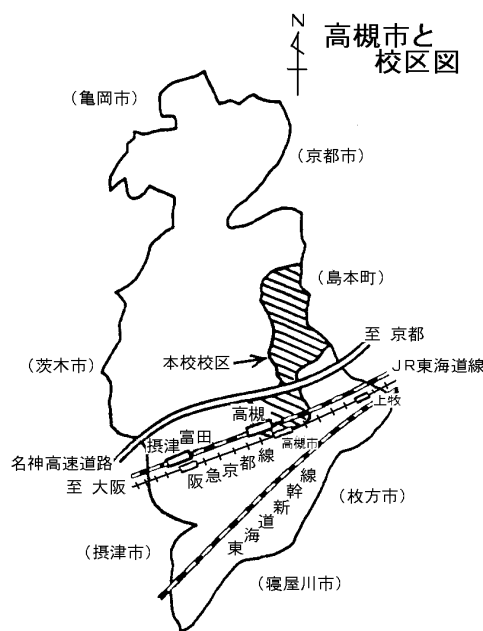 N
高槻市と
校区図
(亀岡市)
(京都市)
(島本町)
至 京都
本校校区
(茨木市)
JR東海道線
上牧
高槻
摂津富田
高槻市
名神高速道路
阪急京都線
至 大阪
(枚方市)
東海道新幹線
(摂津市)
(寝屋川市)